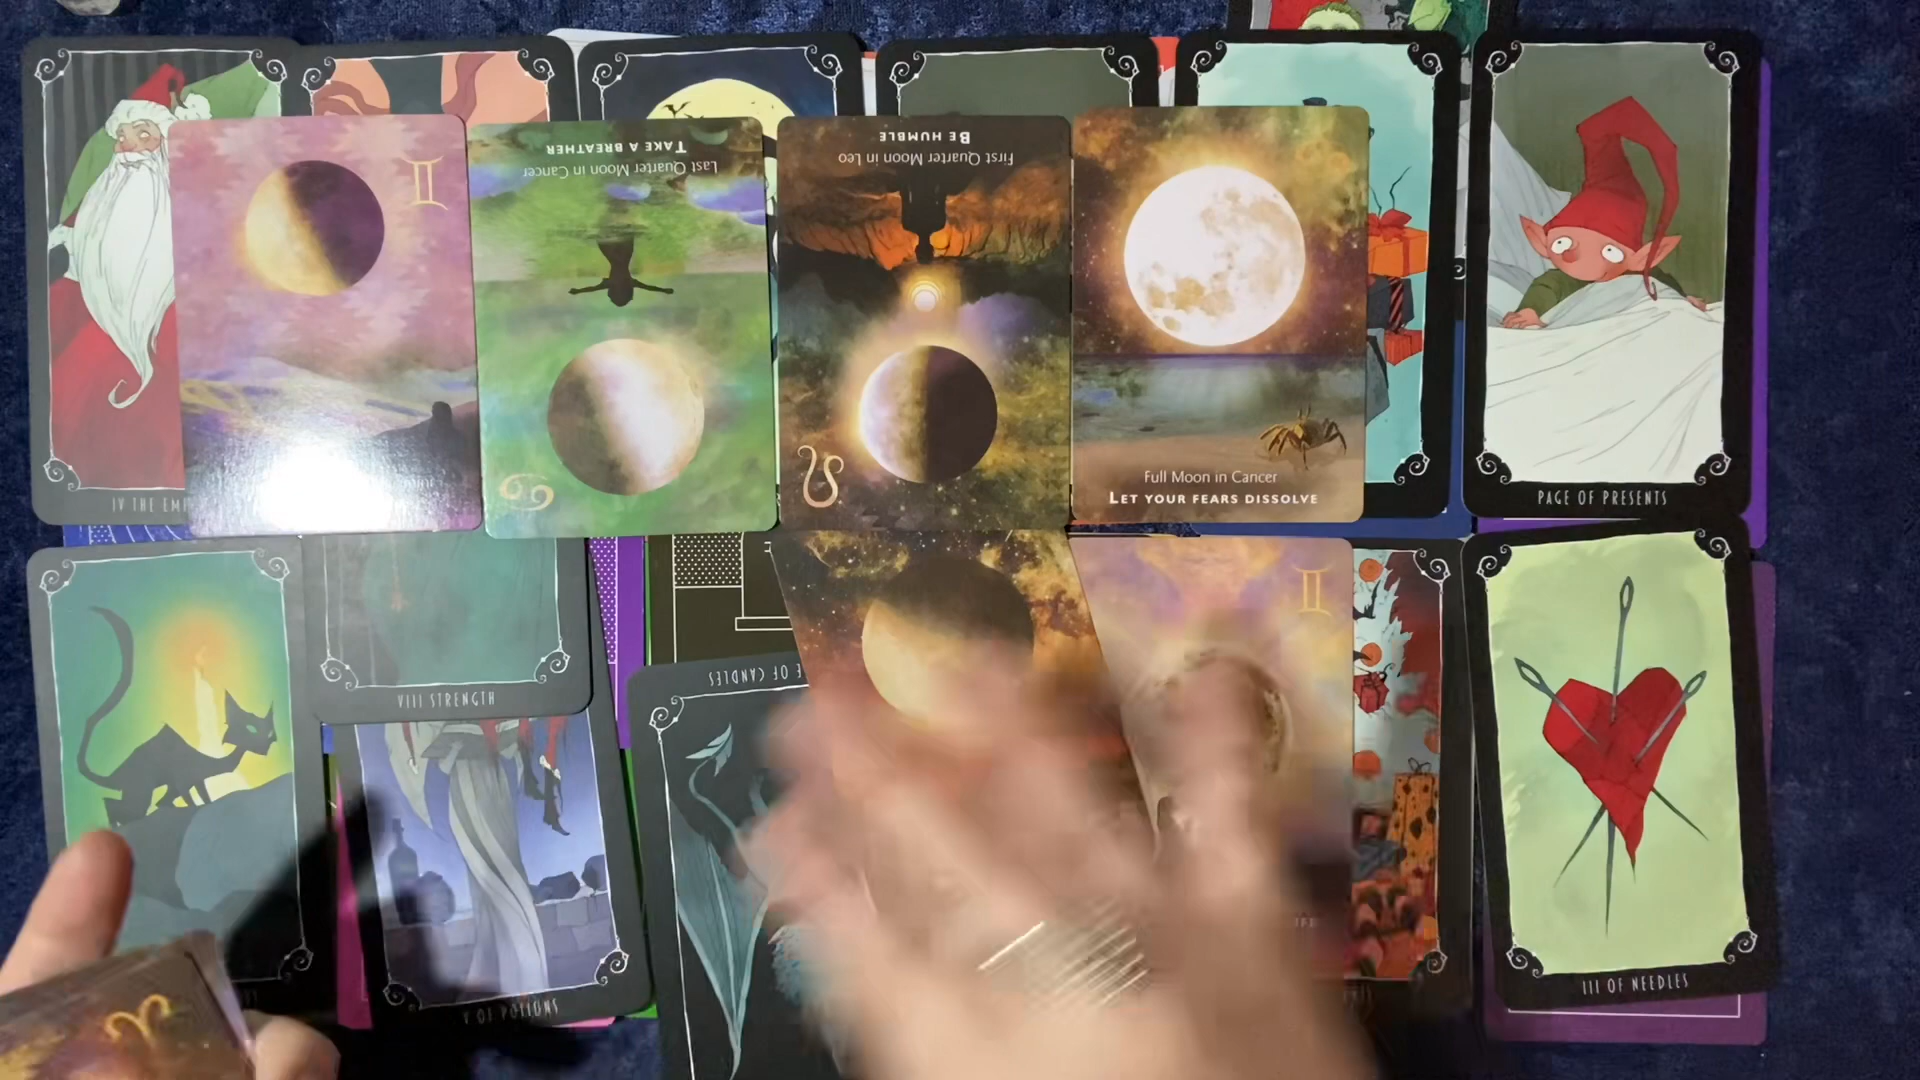 BE HUMBLE
First Quarter Moon in Leo
TAKE A BREATHER
Last Quarter Moon in Cancer
Full Moon in Cancer
LET YOUR FEARS DISSOLVE
IV THE EM
PAGE OF PRESENTS
VIII STRENGTH
E OF CANDLES
V OF POTIONS
III OF NEEDLES